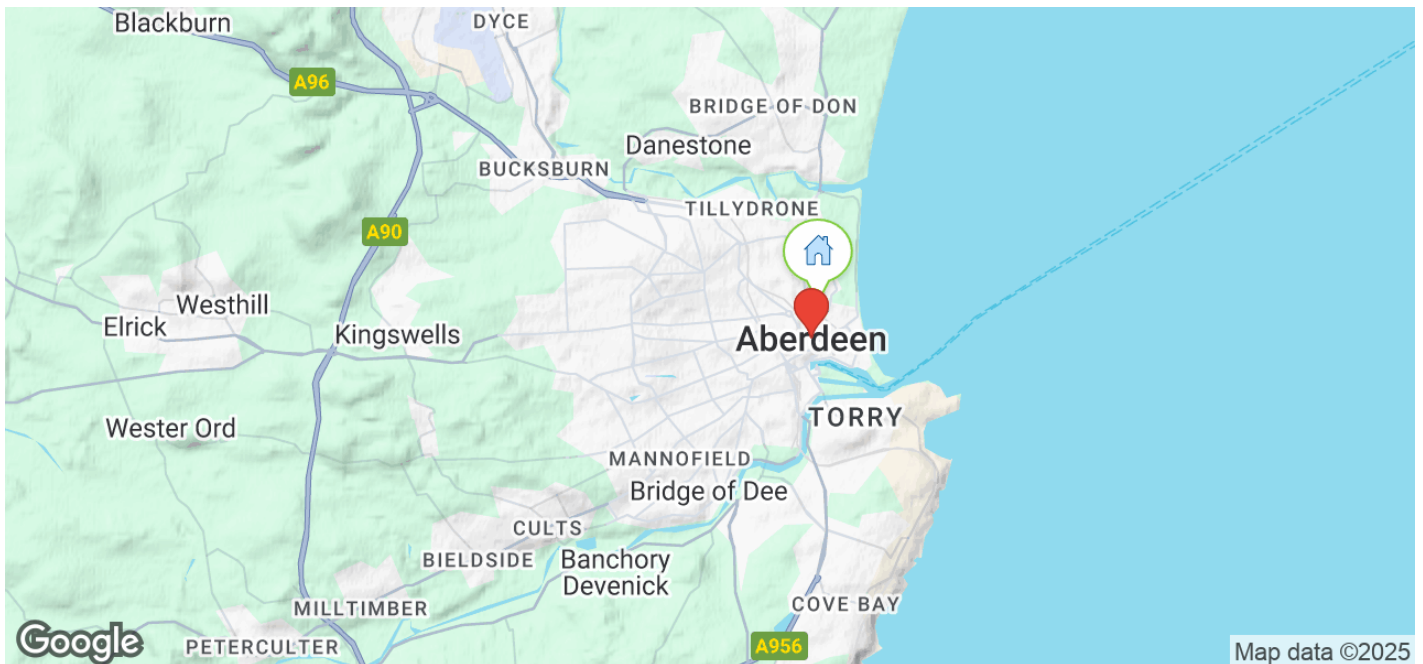 Blackburn
DYCE
A96
BRIDGE OF DON
Danestone
BUCKSBURN
TILLYDRONE
A90
Westhill
Elrick
Kingswells
Aberdeen
TORRY
Wester Ord
MANNOFIELD
Bridge of Dee
CULTS
BIELDSIDE
Banchory
Devenick
MILLTIMBER
COVE BAY
PETERCULTER
A956
Google
Map data ©2025